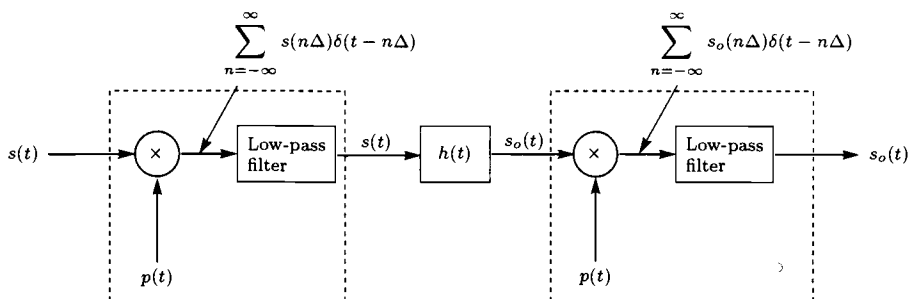 ∞ ∞
∑ s(nΔ)δ(t − nΔ) ∑ s_o(nΔ)δ(t − nΔ)
n=−∞ n=−∞
s(t) × Low-pass filter s(t) h(t) s_o(t) × Low-pass filter s_o(t)
p(t) p(t)